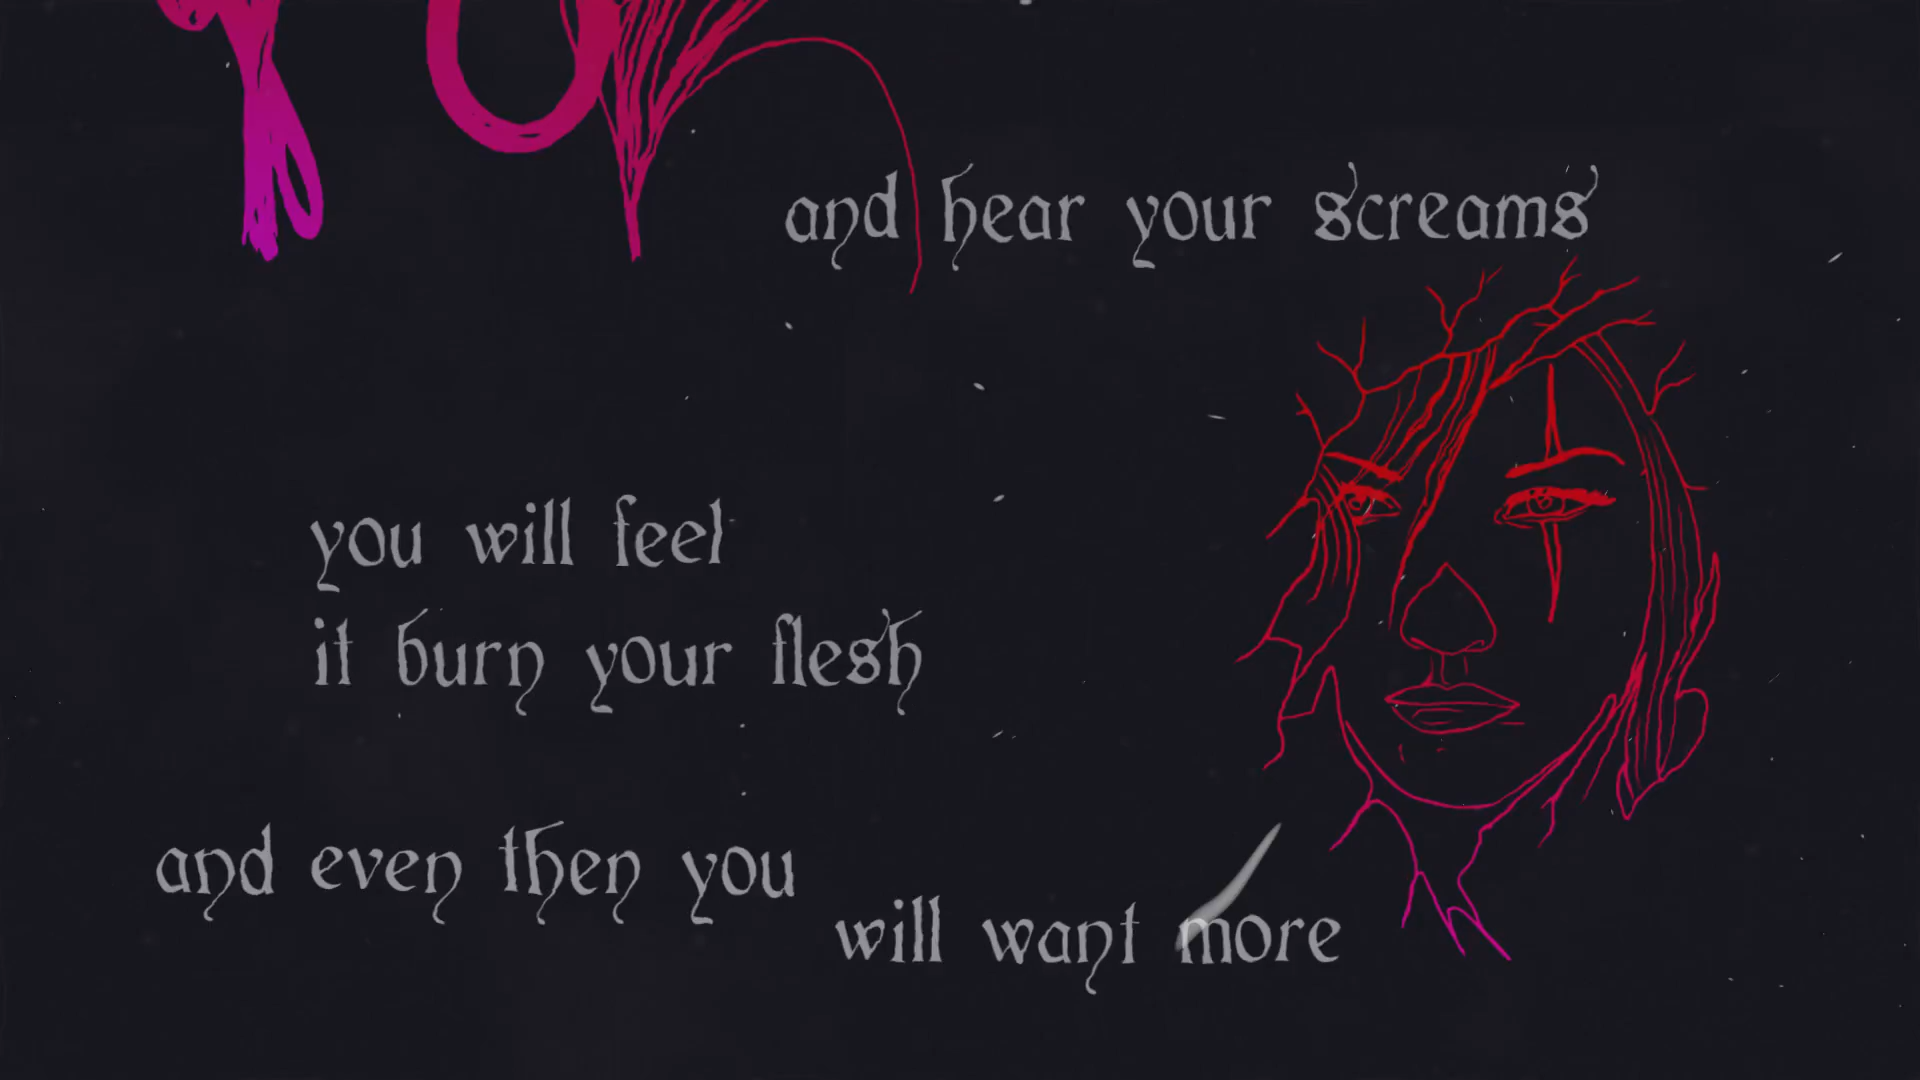 and hear your screams
you will feel
it burn your flesh
and even then you
will want more